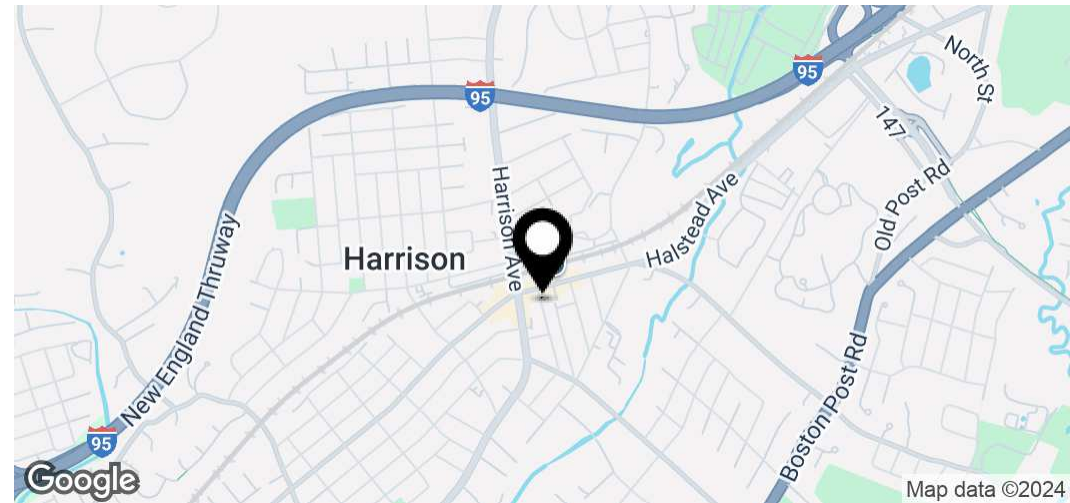 North St
95
95
147
Harrison Ave
Halstead Ave
Old Post Rd
Harrison
New England Thruway
Boston Post Rd
95
Google
Map data ©2024